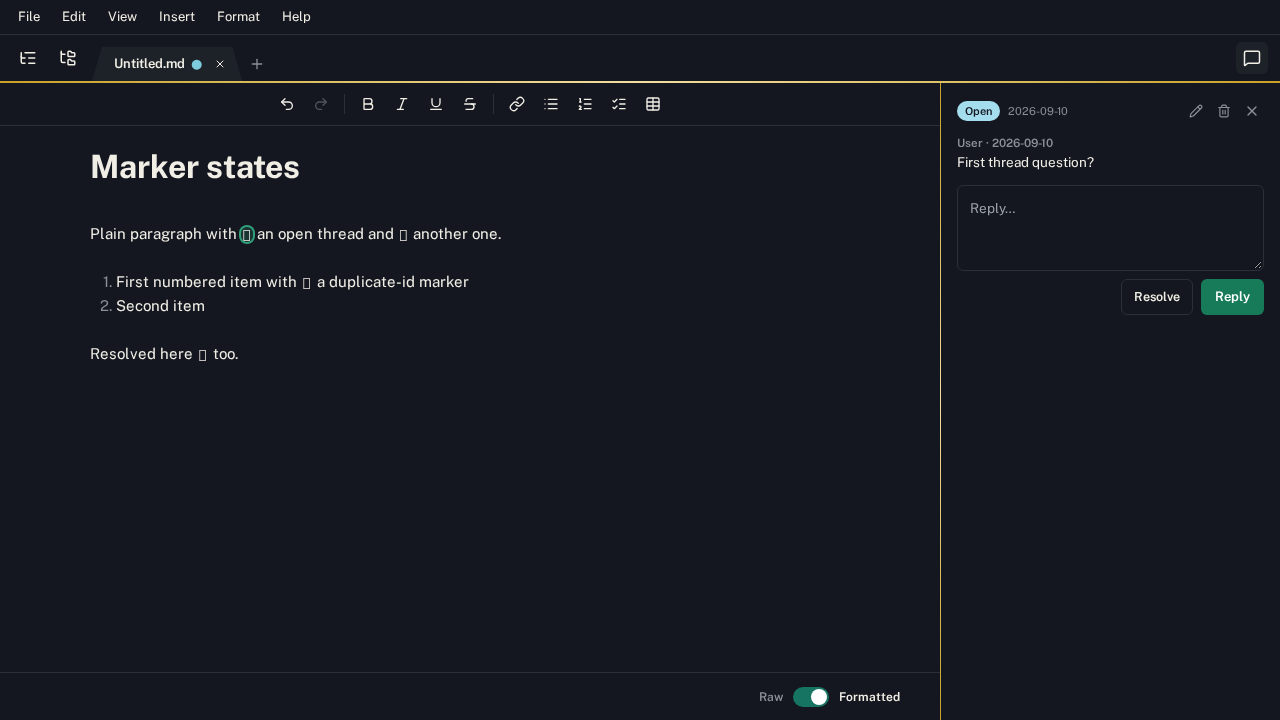 File Edit View Insert Format Help
Untitled.md
Open 2026-09-10
User · 2026-09-10
First thread question?
Reply...
Resolve Reply
Marker states
Plain paragraph with ▯ an open thread and ▯ another one.
1. First numbered item with ▯ a duplicate-id marker
2. Second item
Resolved here ▯ too.
Raw Formatted